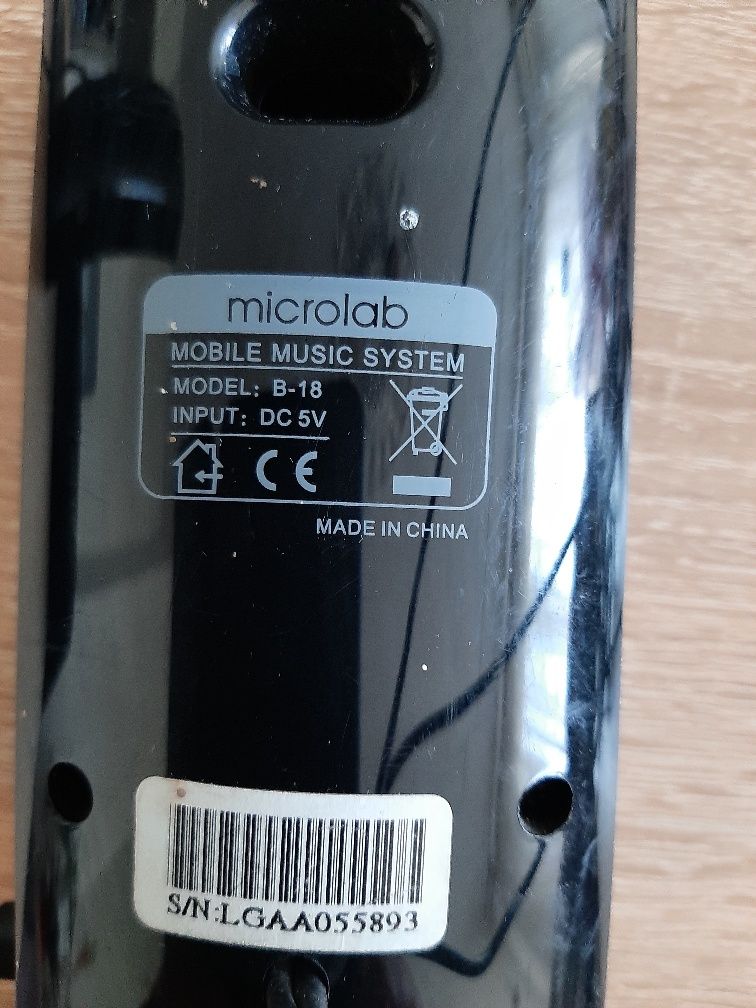 microlab
MOBILE MUSIC SYSTEM
MODEL: B-18
INPUT: DC 5V
CE
MADE IN CHINA
S/N:LGAA055893